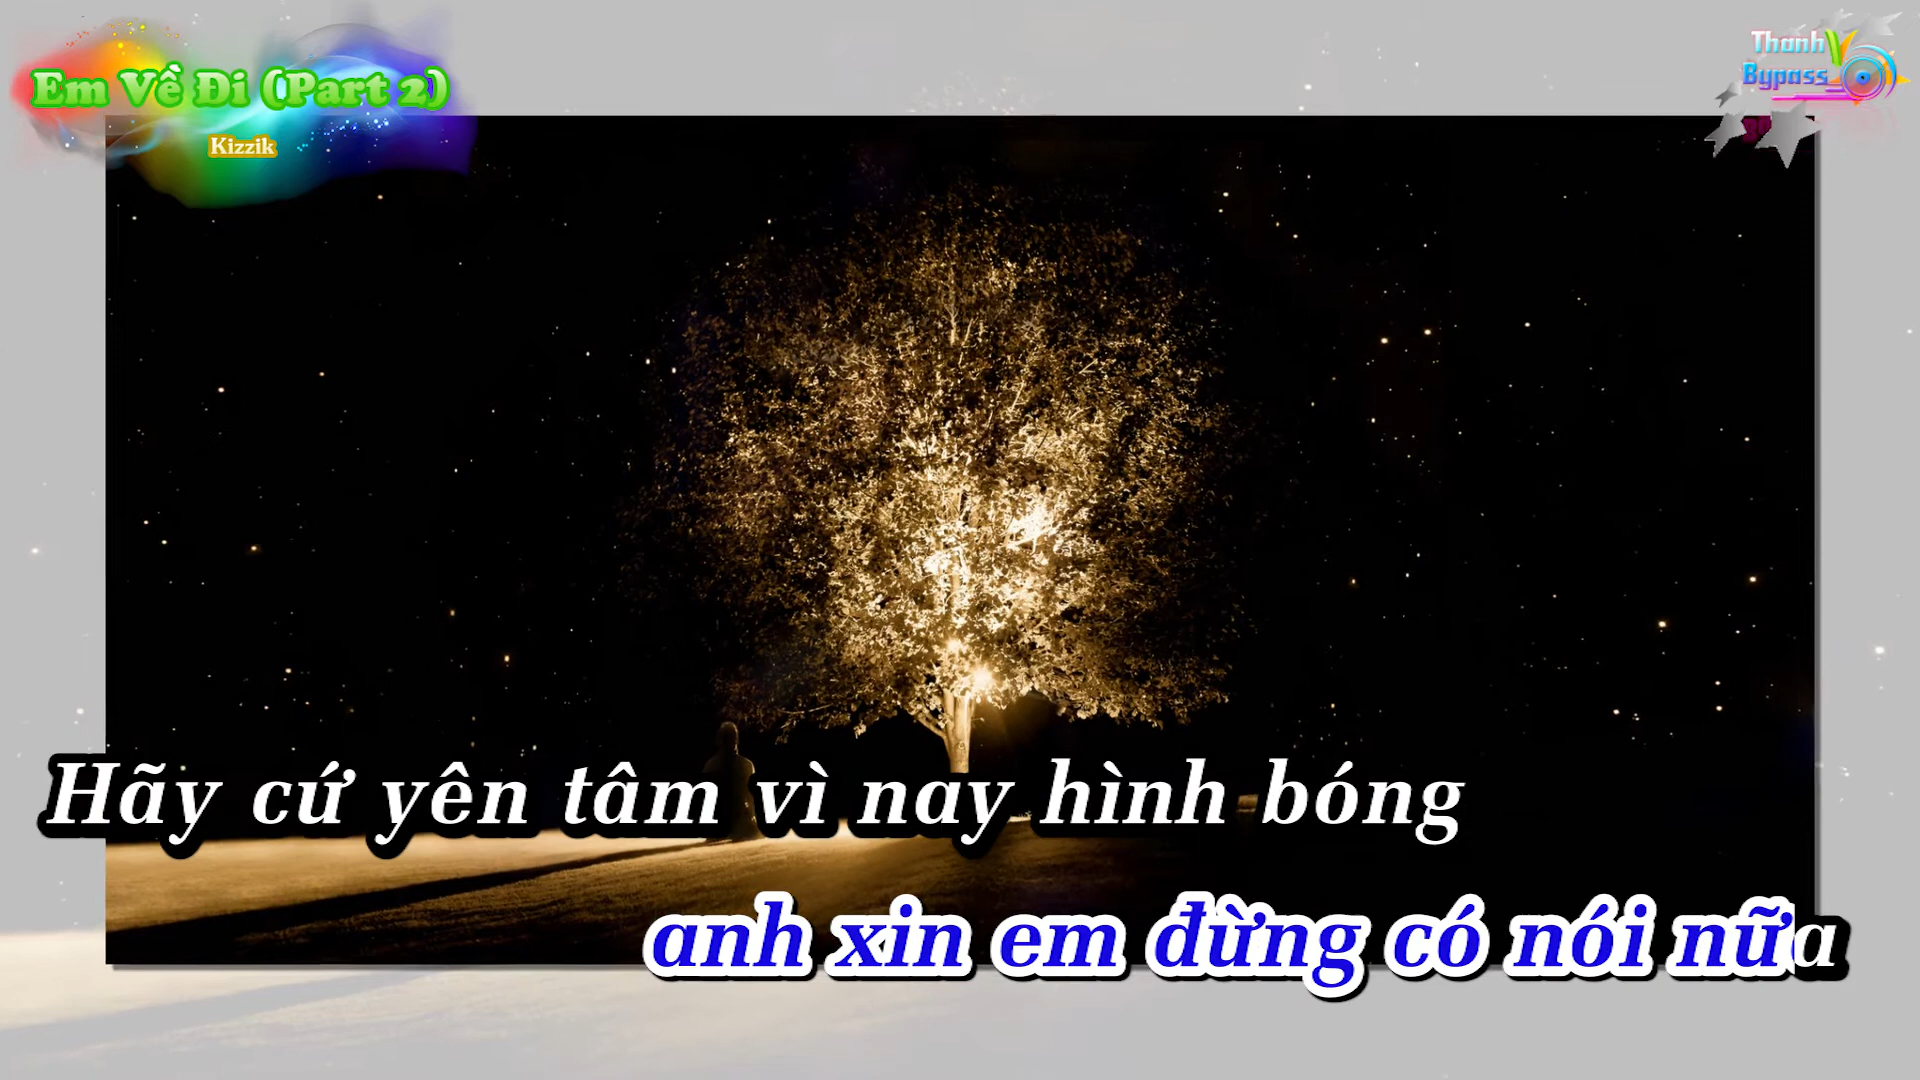 Em Về Đi (Part 2)
Kizzik
Thanh V
Bypass
Hãy cứ yên tâm vì nay hình bóng
anh xin em đừng có nói nữa